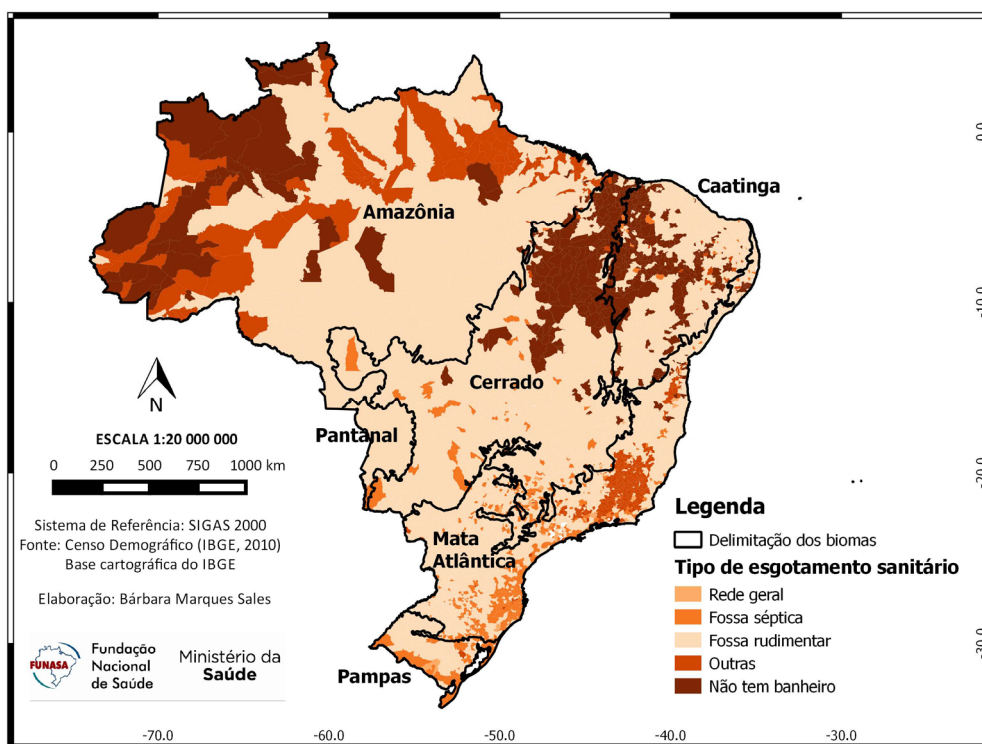 Caatinga
Amazônia
Cerrado
Pantanal
Mata
Atlântica
Pampas
N
ESCALA 1:20 000 000
0 250 500 750 1000 km
Sistema de Referência: SIGAS 2000
Fonte: Censo Demográfico (IBGE, 2010)
Base cartográfica do IBGE
Elaboração: Bárbara Marques Sales
FUNASA
Fundação
Nacional
de Saúde
Ministério da
Saúde
Legenda
Delimitação dos biomas
Tipo de esgotamento sanitário
Rede geral
Fossa séptica
Fossa rudimentar
Outras
Não tem banheiro
0.0
-10.0
-20.0
-30.0
-70.0 -60.0 -50.0 -40.0 -30.0